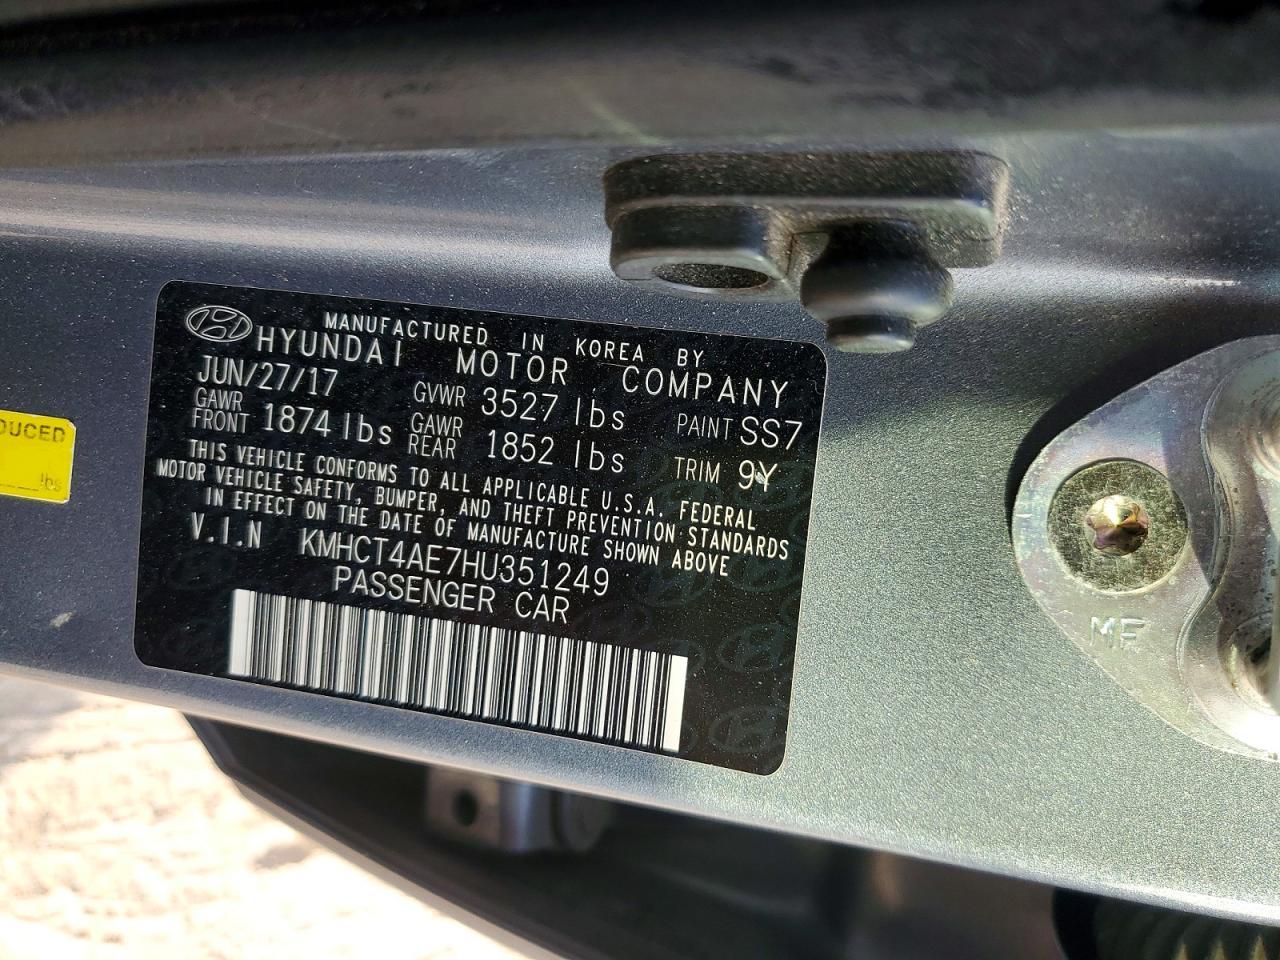 MANUFACTURED IN KOREA BY
HYUNDAI MOTOR COMPANY
JUN/27/17 GVWR 3527 lbs PAINT SS7
GAWR FRONT 1874 lbs GAWR REAR 1852 lbs TRIM 9Y
THIS VEHICLE CONFORMS TO ALL APPLICABLE U.S.A. FEDERAL
MOTOR VEHICLE SAFETY, BUMPER, AND THEFT PREVENTION STANDARDS
IN EFFECT ON THE DATE OF MANUFACTURE SHOWN ABOVE
V.I.N KMHCT4AE7HU351249
PASSENGER CAR
DUCED
lbs
MF